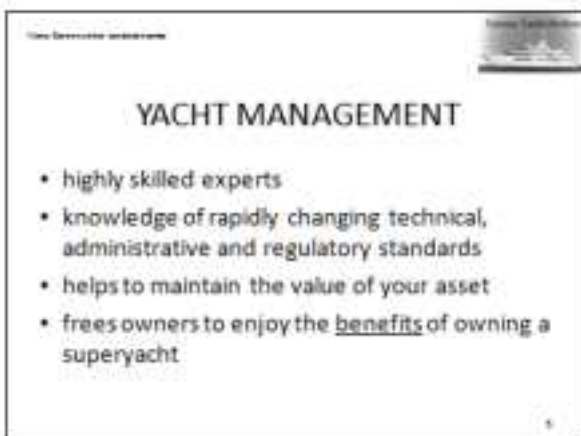 YACHT MANAGEMENT
• highly skilled experts
• knowledge of rapidly changing technical,
administrative and regulatory standards
• helps to maintain the value of your asset
• frees owners to enjoy the benefits of owning a
superyacht